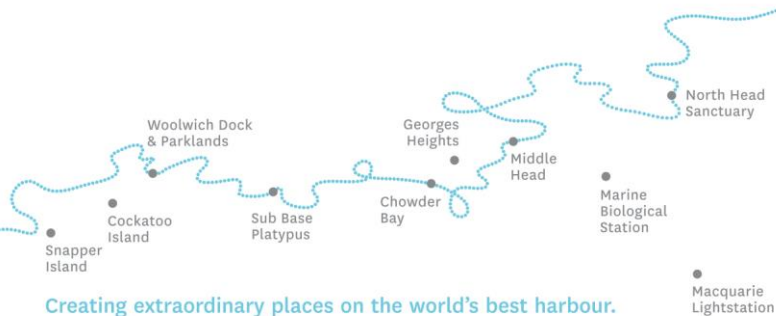 North Head
Sanctuary
Woolwich Dock
& Parklands
Georges
Heights
Middle
Head
Marine
Biological
Station
Chowder
Bay
Sub Base
Platypus
Cockatoo
Island
Snapper
Island
Macquarie
Lightstation
Creating extraordinary places on the world's best harbour.